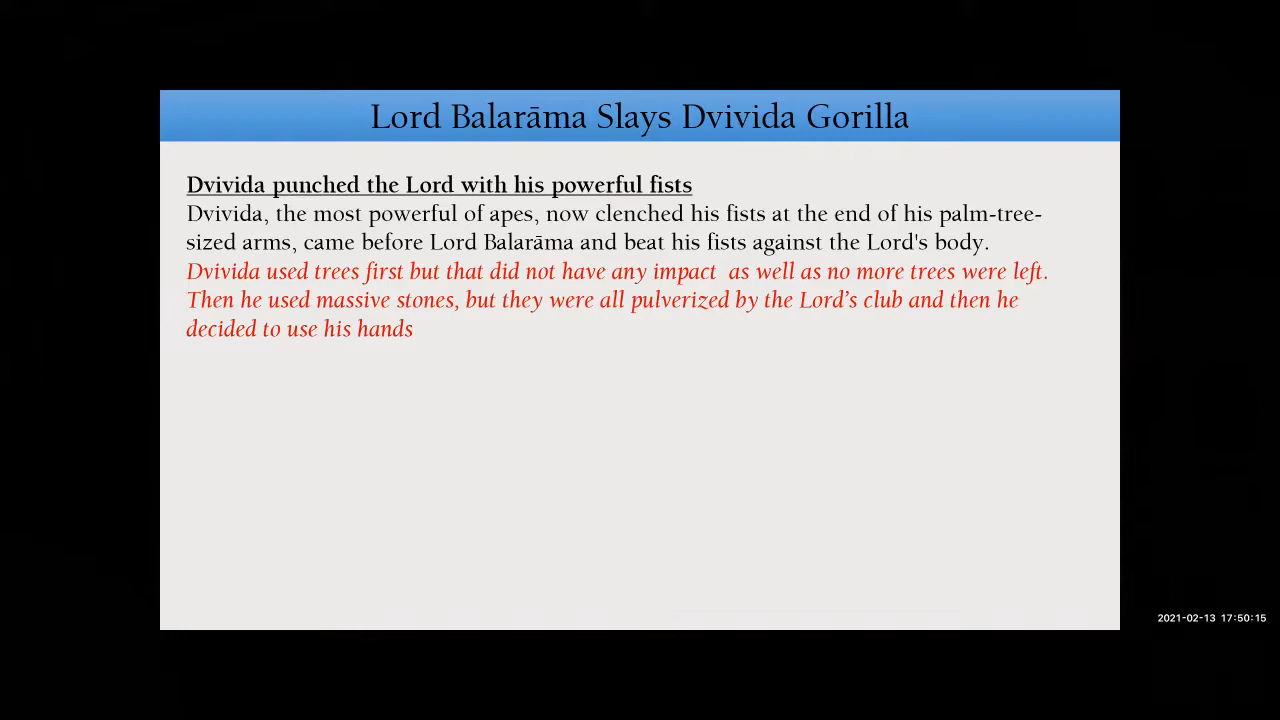 Lord Balarāma Slays Dvivida Gorilla
Dvivida punched the Lord with his powerful fists
Dvivida, the most powerful of apes, now clenched his fists at the end of his palm-tree-
sized arms, came before Lord Balarāma and beat his fists against the Lord's body.
Dvivida used trees first but that did not have any impact  as well as no more trees were left.
Then he used massive stones, but they were all pulverized by the Lord’s club and then he
decided to use his hands
2021-02-13 17:50:15